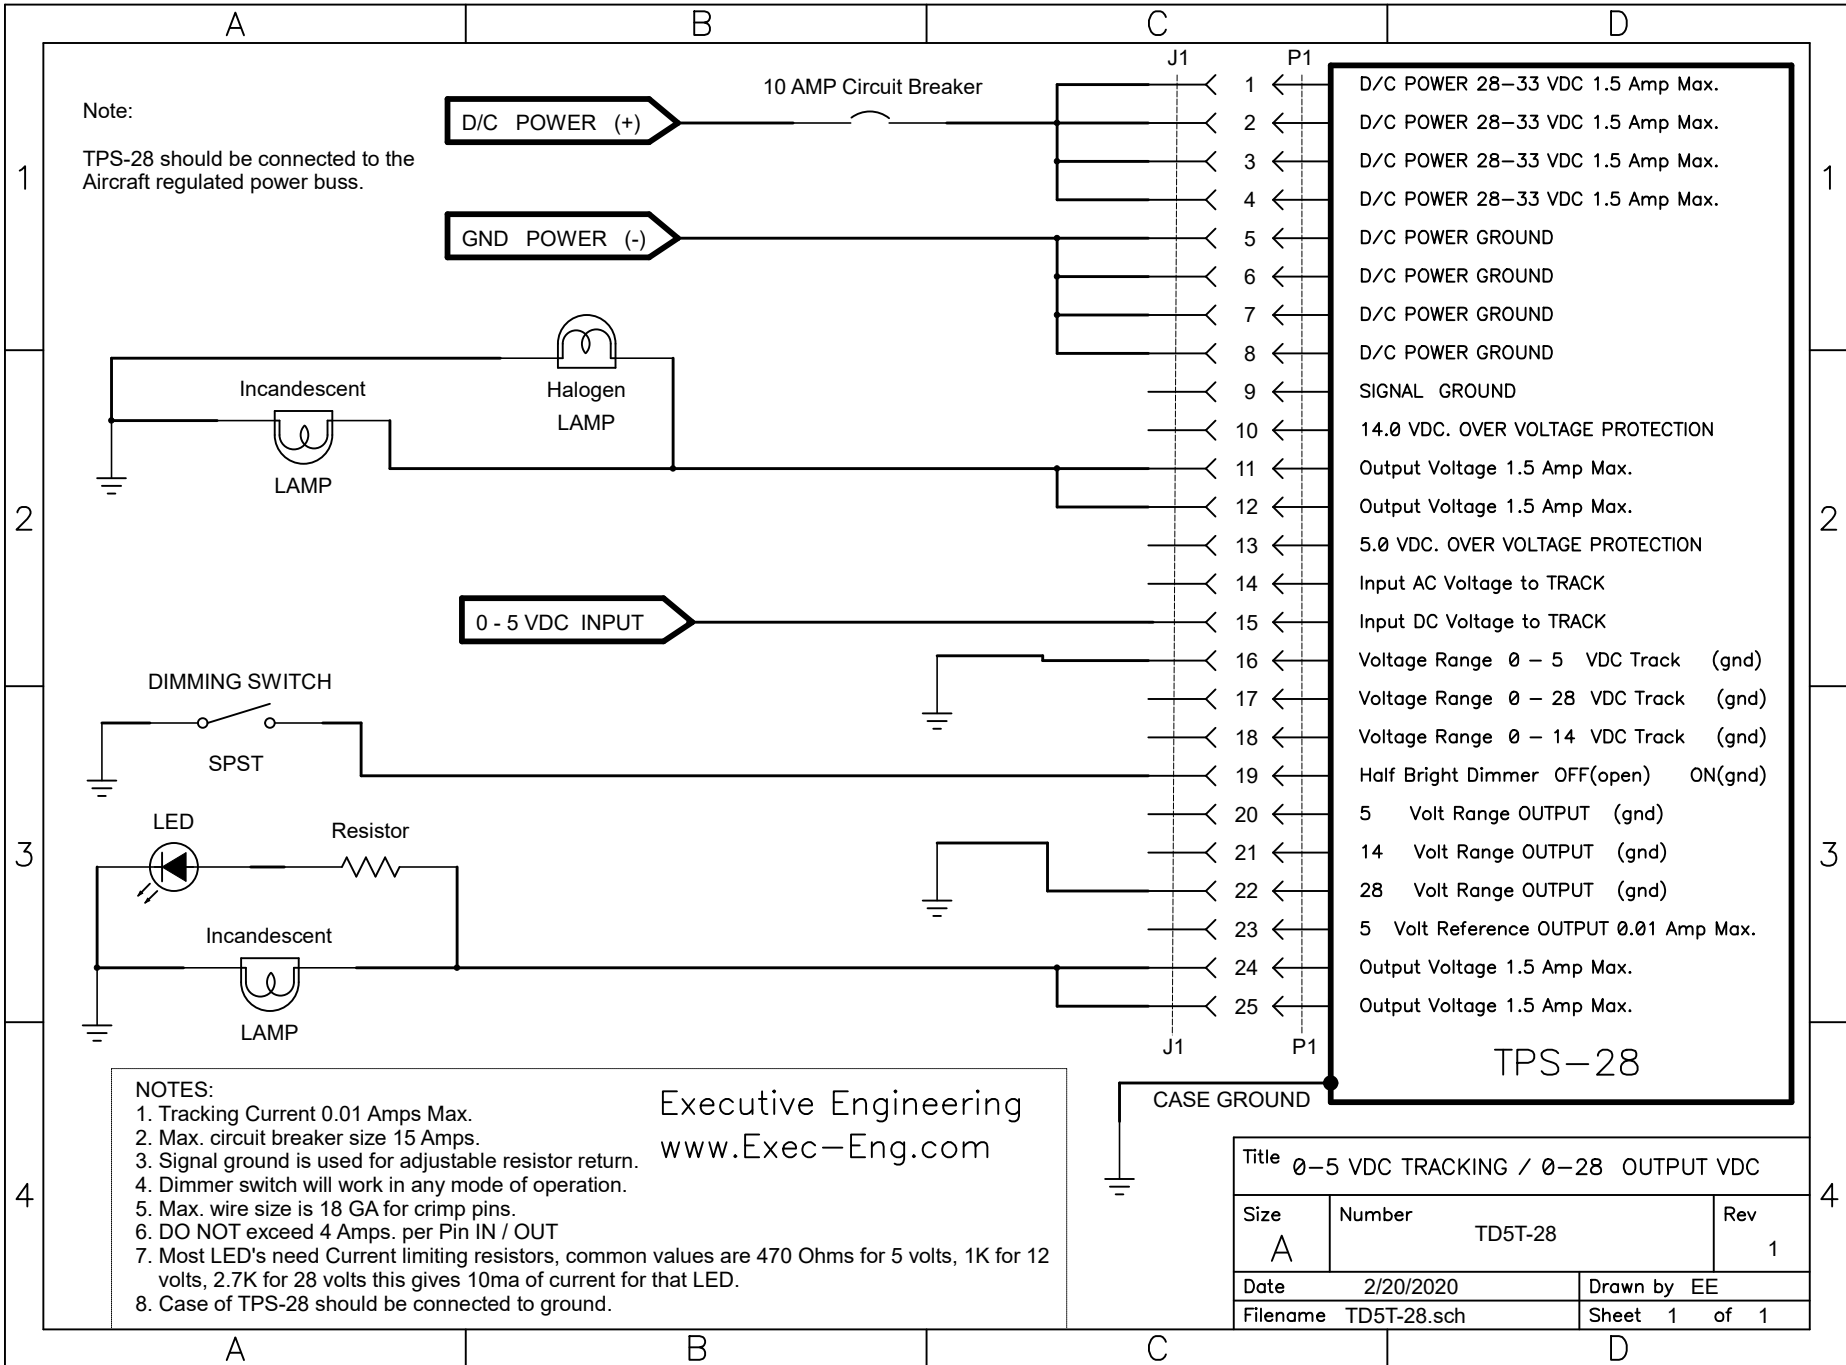 A B C D
J1 P1
Note:
TPS-28 should be connected to the
Aircraft regulated power buss.
D/C POWER (+)
10 AMP Circuit Breaker
GND POWER (-)
Halogen
LAMP
Incandescent
LAMP
0 - 5 VDC INPUT
DIMMING SWITCH
SPST
LED
Resistor
Incandescent
LAMP
1 D/C POWER 28-33 VDC 1.5 Amp Max.
2 D/C POWER 28-33 VDC 1.5 Amp Max.
3 D/C POWER 28-33 VDC 1.5 Amp Max.
4 D/C POWER 28-33 VDC 1.5 Amp Max.
5 D/C POWER GROUND
6 D/C POWER GROUND
7 D/C POWER GROUND
8 D/C POWER GROUND
9 SIGNAL GROUND
10 14.0 VDC. OVER VOLTAGE PROTECTION
11 Output Voltage 1.5 Amp Max.
12 Output Voltage 1.5 Amp Max.
13 5.0 VDC. OVER VOLTAGE PROTECTION
14 Input AC Voltage to TRACK
15 Input DC Voltage to TRACK
16 Voltage Range 0 - 5 VDC Track (gnd)
17 Voltage Range 0 - 28 VDC Track (gnd)
18 Voltage Range 0 - 14 VDC Track (gnd)
19 Half Bright Dimmer OFF(open) ON(gnd)
20 5 Volt Range OUTPUT (gnd)
21 14 Volt Range OUTPUT (gnd)
22 28 Volt Range OUTPUT (gnd)
23 5 Volt Reference OUTPUT 0.01 Amp Max.
24 Output Voltage 1.5 Amp Max.
25 Output Voltage 1.5 Amp Max.
J1 P1
TPS-28
CASE GROUND
1 1
2 2
3 3
4 4
NOTES:
1. Tracking Current 0.01 Amps Max.
2. Max. circuit breaker size 15 Amps.
3. Signal ground is used for adjustable resistor return.
4. Dimmer switch will work in any mode of operation.
5. Max. wire size is 18 GA for crimp pins.
6. DO NOT exceed 4 Amps. per Pin IN / OUT
7. Most LED's need Current limiting resistors, common values are 470 Ohms for 5 volts, 1K for 12
volts, 2.7K for 28 volts this gives 10ma of current for that LED.
8. Case of TPS-28 should be connected to ground.
Executive Engineering
www.Exec-Eng.com
Title 0-5 VDC TRACKING / 0-28 OUTPUT VDC
Size Number Rev
A TD5T-28 1
Date 2/20/2020 Drawn by EE
Filename TD5T-28.sch Sheet 1 of 1
A B C D